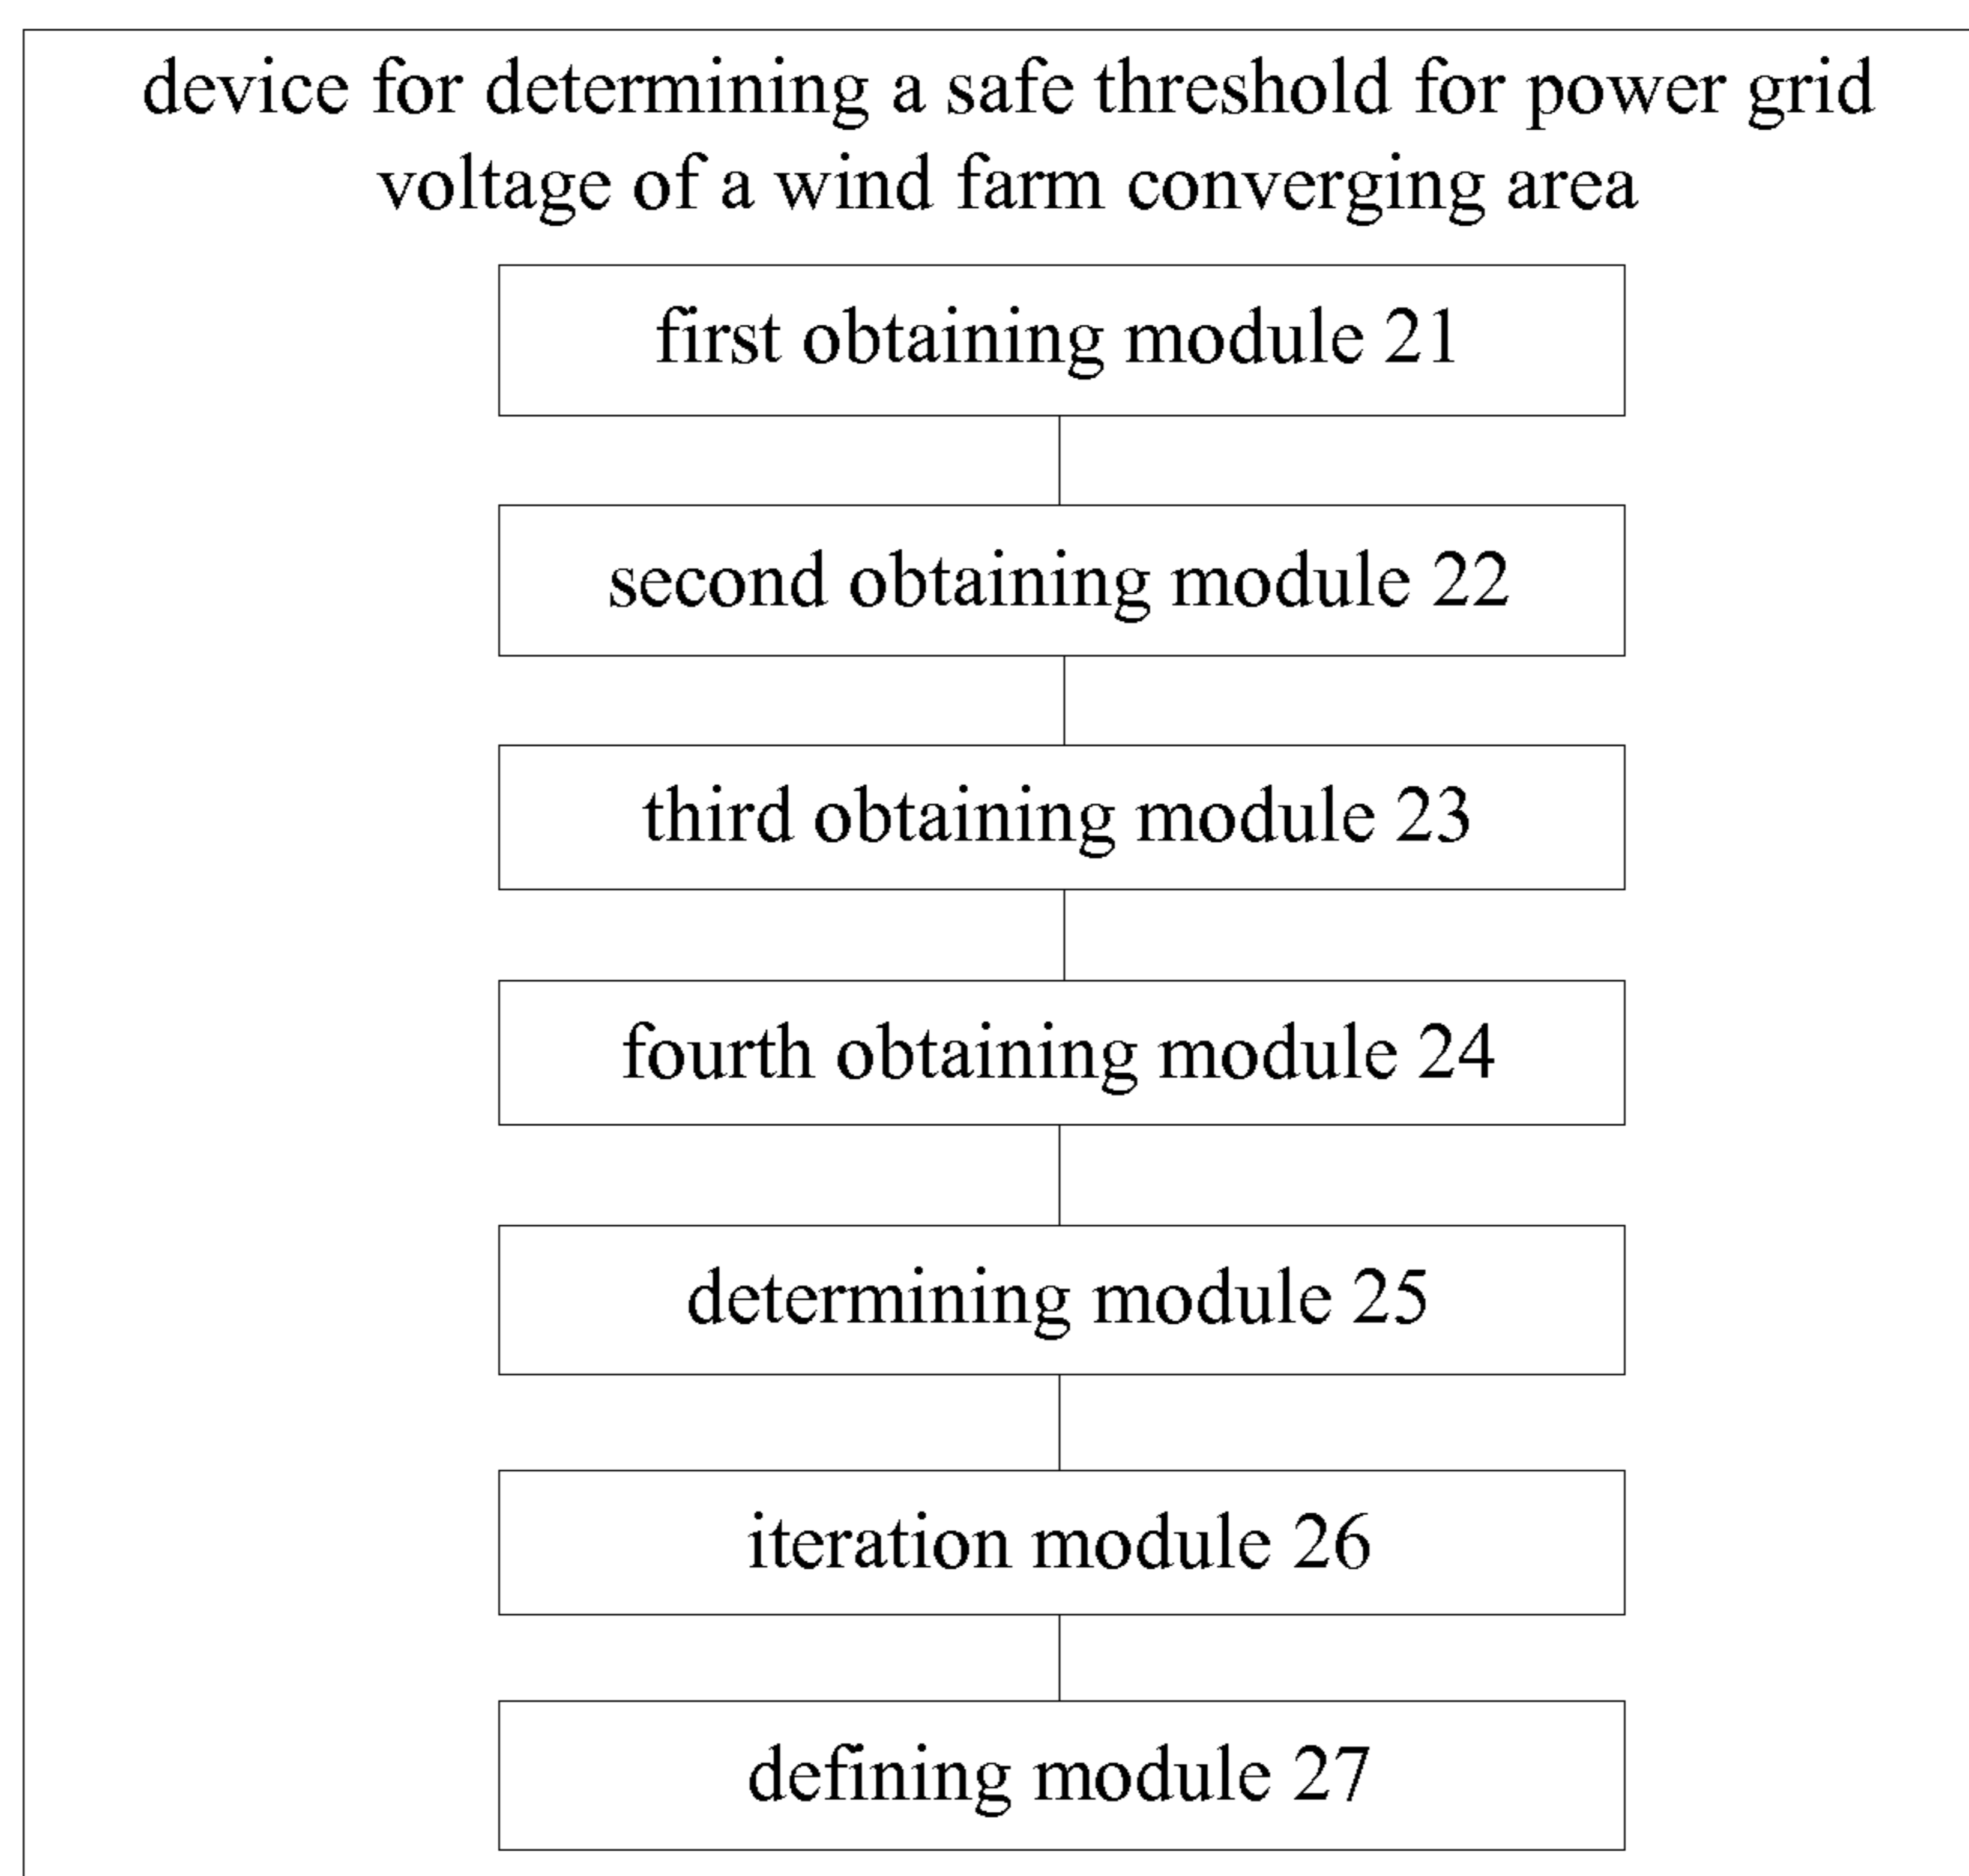 device for determining a safe threshold for power grid
voltage of a wind farm converging area
first obtaining module 21
second obtaining module 22
third obtaining module 23
fourth obtaining module 24
determining module 25
iteration module 26
defining module 27